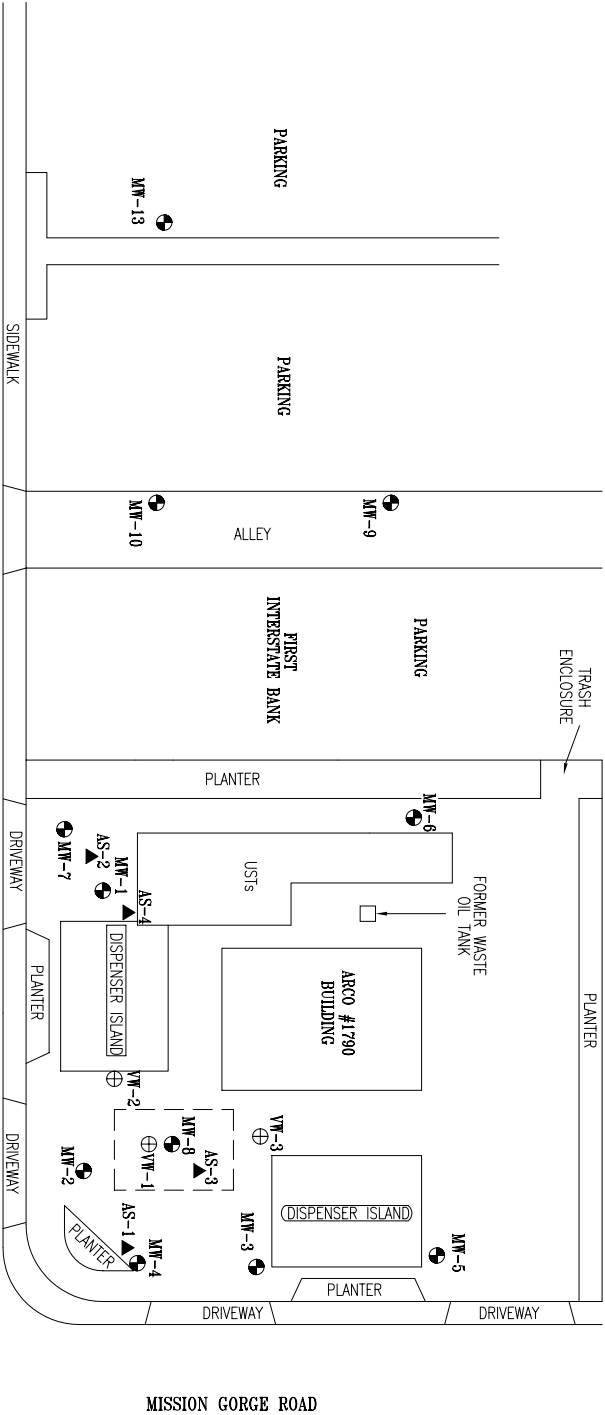 PARKING
MW-13
SIDEWALK
PARKING
MW-10
MW-9
ALLEY
FIRST
INTERSTATE BANK
PARKING
TRASH
ENCLOSURE
PLANTER
DRIVEWAY
MW-7
AS-2
MW-1
AS-4
USTs
MW-6
FORMER WASTE
OIL TANK
PLANTER
PLANTER
DISPENSER ISLAND
ARCO #1790
BUILDING
VW-2
VW-3
MW-8
VW-1
AS-3
DRIVEWAY
MW-2
DISPENSER ISLAND
PLANTER
AS-1
MW-4
MW-3
MW-5
PLANTER
DRIVEWAY
DRIVEWAY
MISSION GORGE ROAD